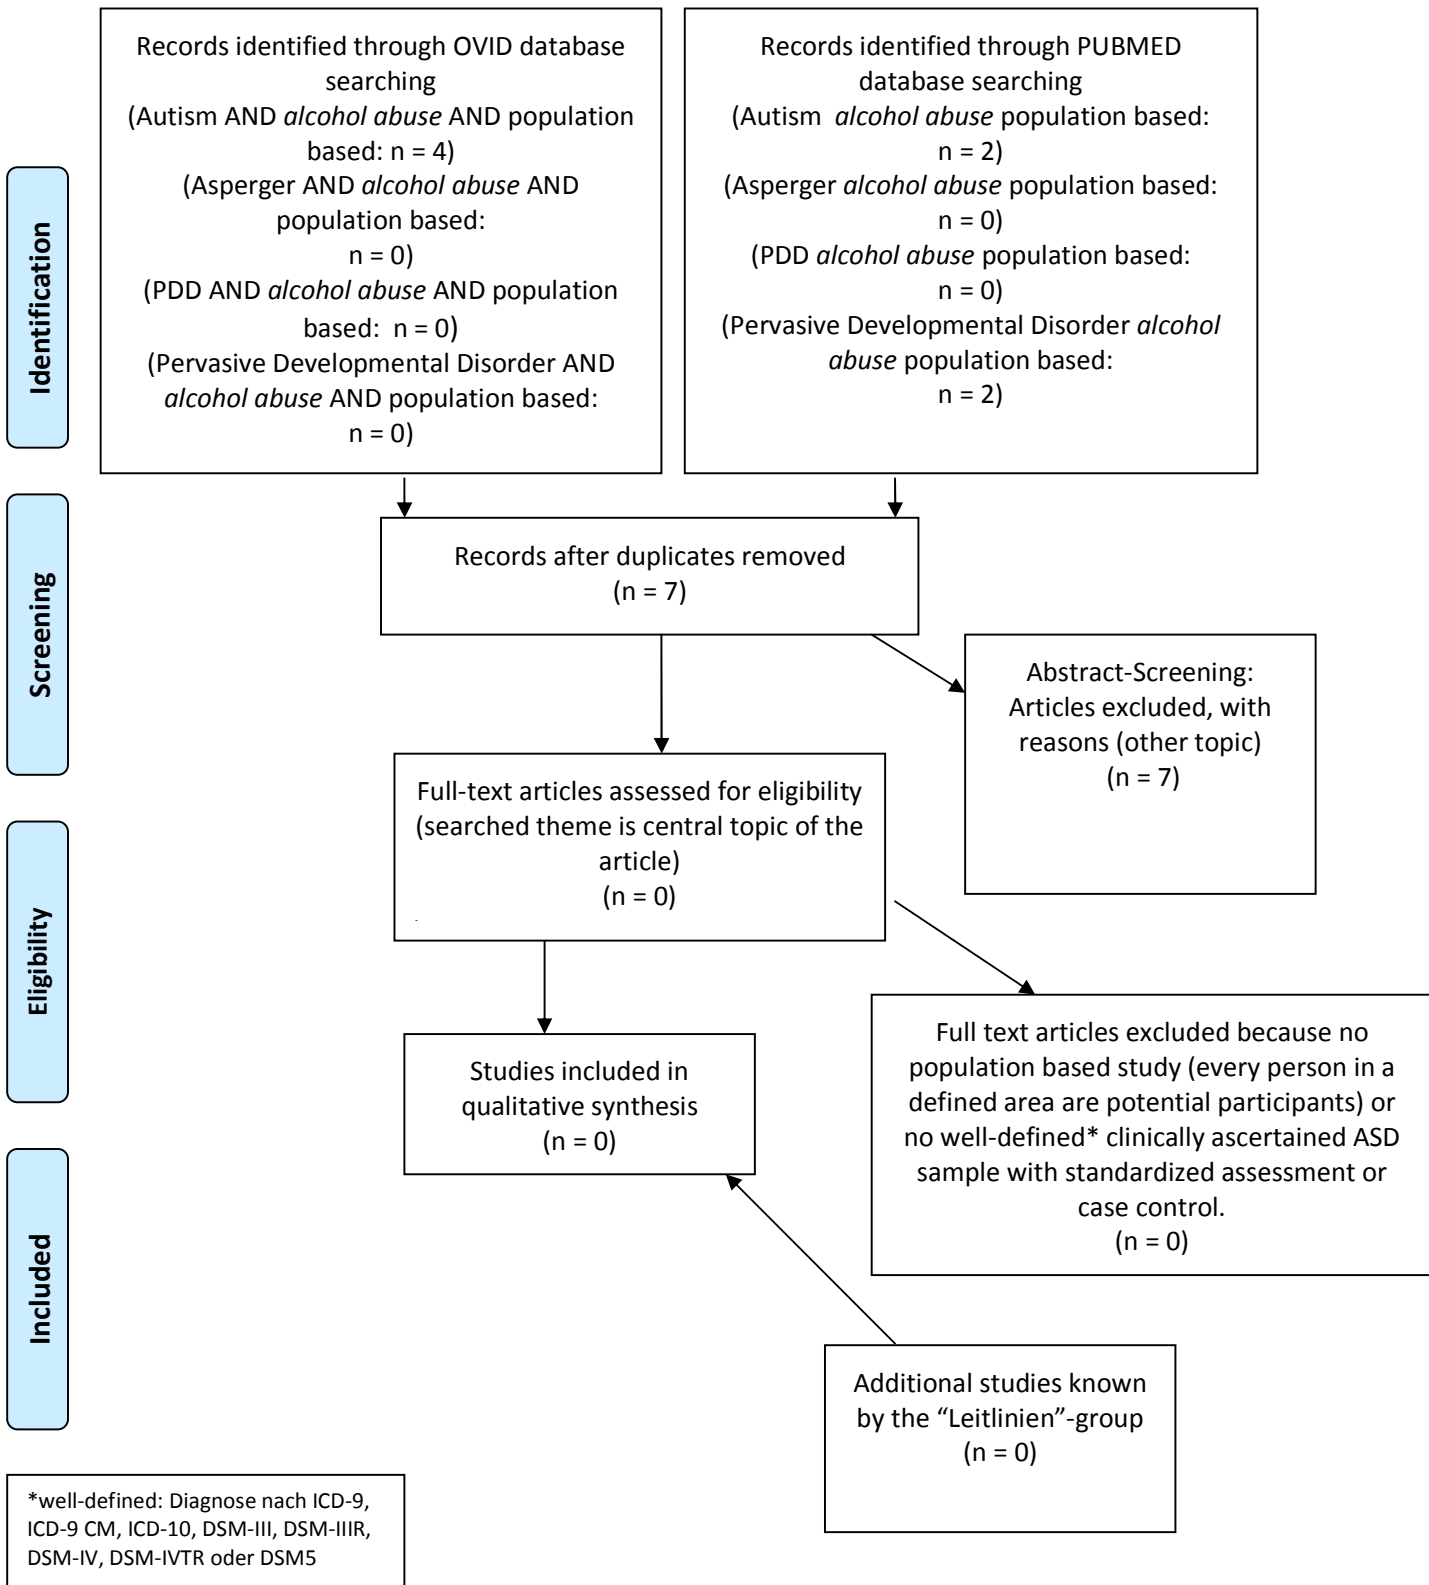 Records identified through OVID database
searching
(Autism AND alcohol abuse AND population
based: n = 4)
(Asperger AND alcohol abuse AND
population based:
n = 0)
(PDD AND alcohol abuse AND population
based: n = 0)
(Pervasive Developmental Disorder AND
alcohol abuse AND population based:
n = 0)
Records identified through PUBMED
database searching
(Autism alcohol abuse population based:
n = 2)
(Asperger alcohol abuse population based:
n = 0)
(PDD alcohol abuse population based:
n = 0)
(Pervasive Developmental Disorder alcohol
abuse population based:
n = 2)
Identification
Screening
Records after duplicates removed
(n = 7)
Abstract-Screening:
Articles excluded, with
reasons (other topic)
(n = 7)
Full-text articles assessed for eligibility
(searched theme is central topic of the
article)
(n = 0)
Eligibility
Full text articles excluded because no
population based study (every person in a
defined area are potential participants) or
no well-defined* clinically ascertained ASD
sample with standardized assessment or
case control.
(n = 0)
Studies included in
qualitative synthesis
(n = 0)
Included
Additional studies known
by the “Leitlinien”-group
(n = 0)
*well-defined: Diagnose nach ICD-9,
ICD-9 CM, ICD-10, DSM-III, DSM-IIIR,
DSM-IV, DSM-IVTR oder DSM5